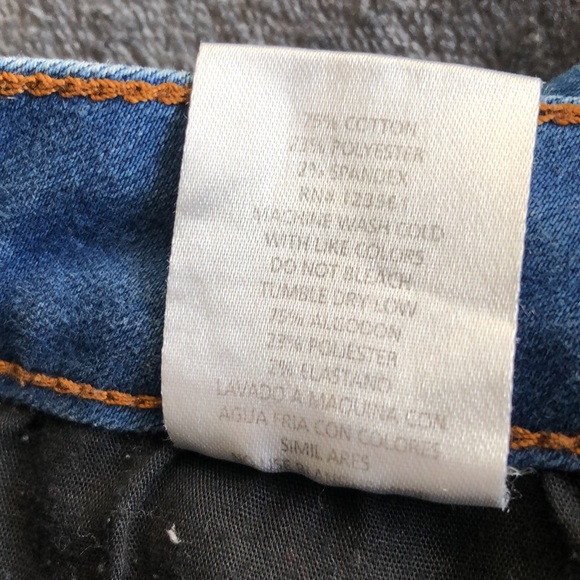 % COTTON
23% POLYESTER
2% SPANDEX
RN# 123561
MACHINE WASH COLD
WITH LIKE COLORS
DO NOT BLEACH
TUMBLE DRY LOW
75% ALGODON
23% POLIESTER
2% ELASTANO
LAVADO A MAQUINA CON
AGUA FRIA CON COLORES
SIMILARES